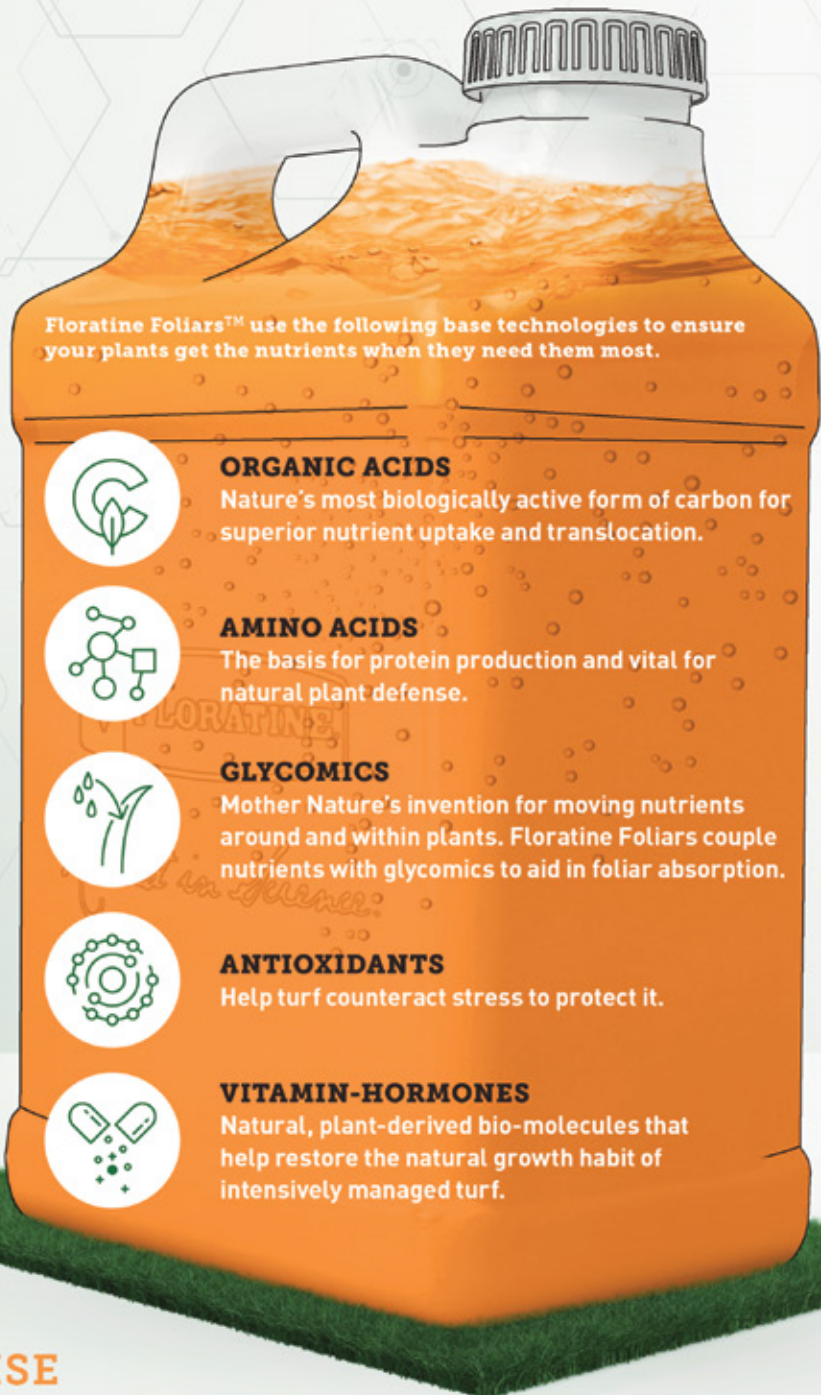 Floratine Foliars™ use the following base technologies to ensure
your plants get the nutrients when they need them most.
ORGANIC ACIDS
Nature's most biologically active form of carbon for
superior nutrient uptake and translocation.
AMINO ACIDS
The basis for protein production and vital for
natural plant defense.
FLORATINE
GLYCOMICS
Mother Nature's invention for moving nutrients
around and within plants. Floratine Foliars couple
nutrients with glycomics to aid in foliar absorption.
in Science.
ANTIOXIDANTS
Help turf counteract stress to protect it.
VITAMIN-HORMONES
Natural, plant-derived bio-molecules that
help restore the natural growth habit of
intensively managed turf.